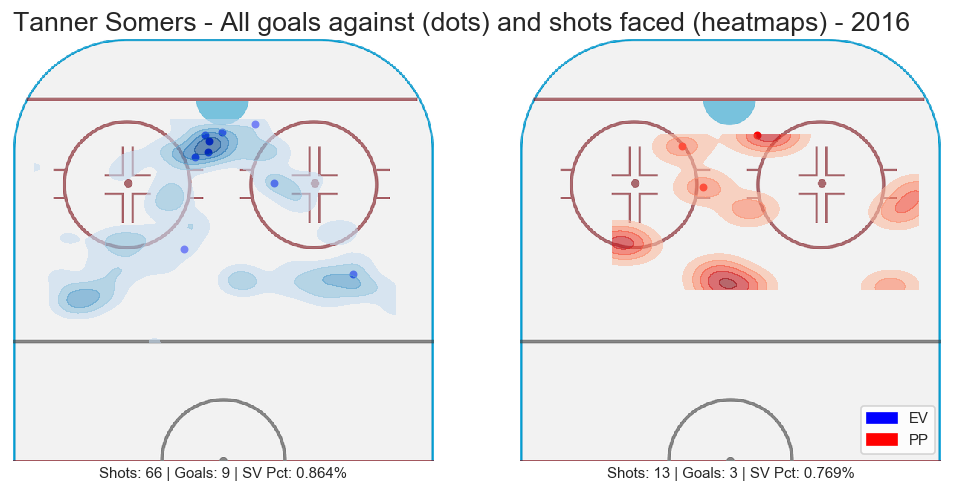 Tanner Somers - All goals against (dots) and shots faced (heatmaps) - 2016
EV
PP
Shots: 66 | Goals: 9 | SV Pct: 0.864%
Shots: 13 | Goals: 3 | SV Pct: 0.769%